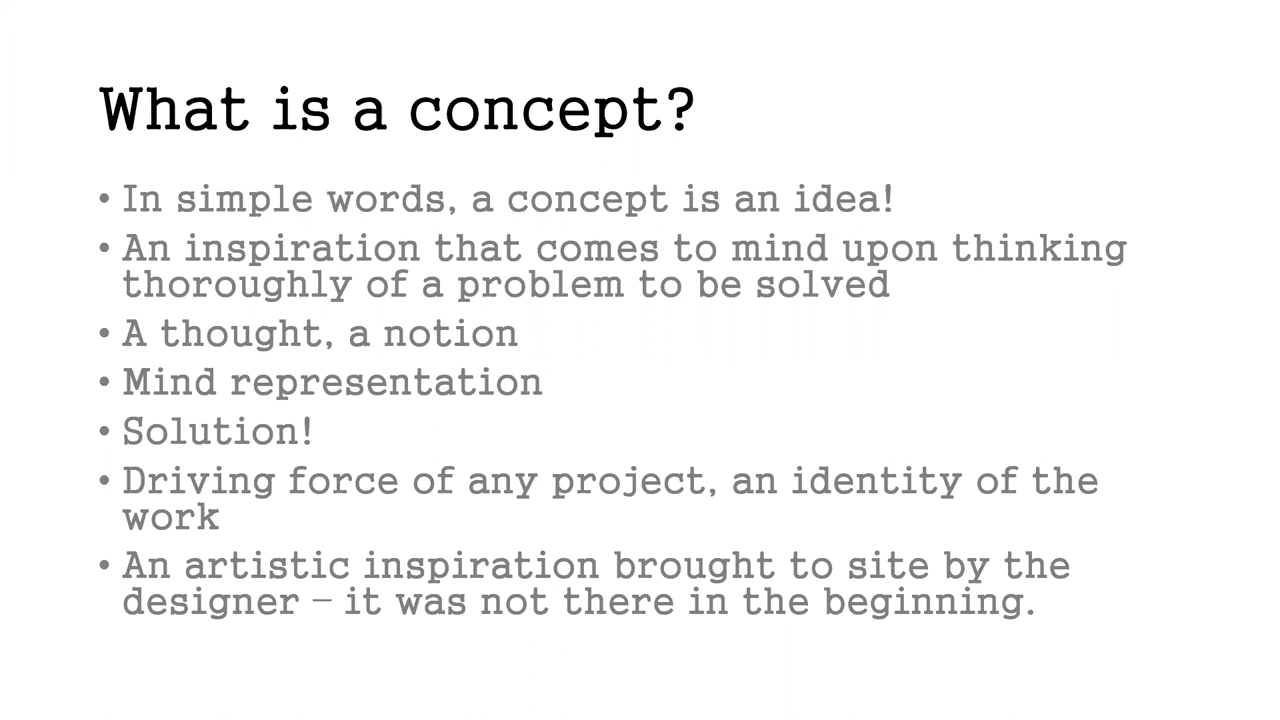 What is a concept?
• In simple words, a concept is an idea!
• An inspiration that comes to mind upon thinking
thoroughly of a problem to be solved
• A thought, a notion
• Mind representation
• Solution!
• Driving force of any project, an identity of the
work
• An artistic inspiration brought to site by the
designer – it was not there in the beginning.